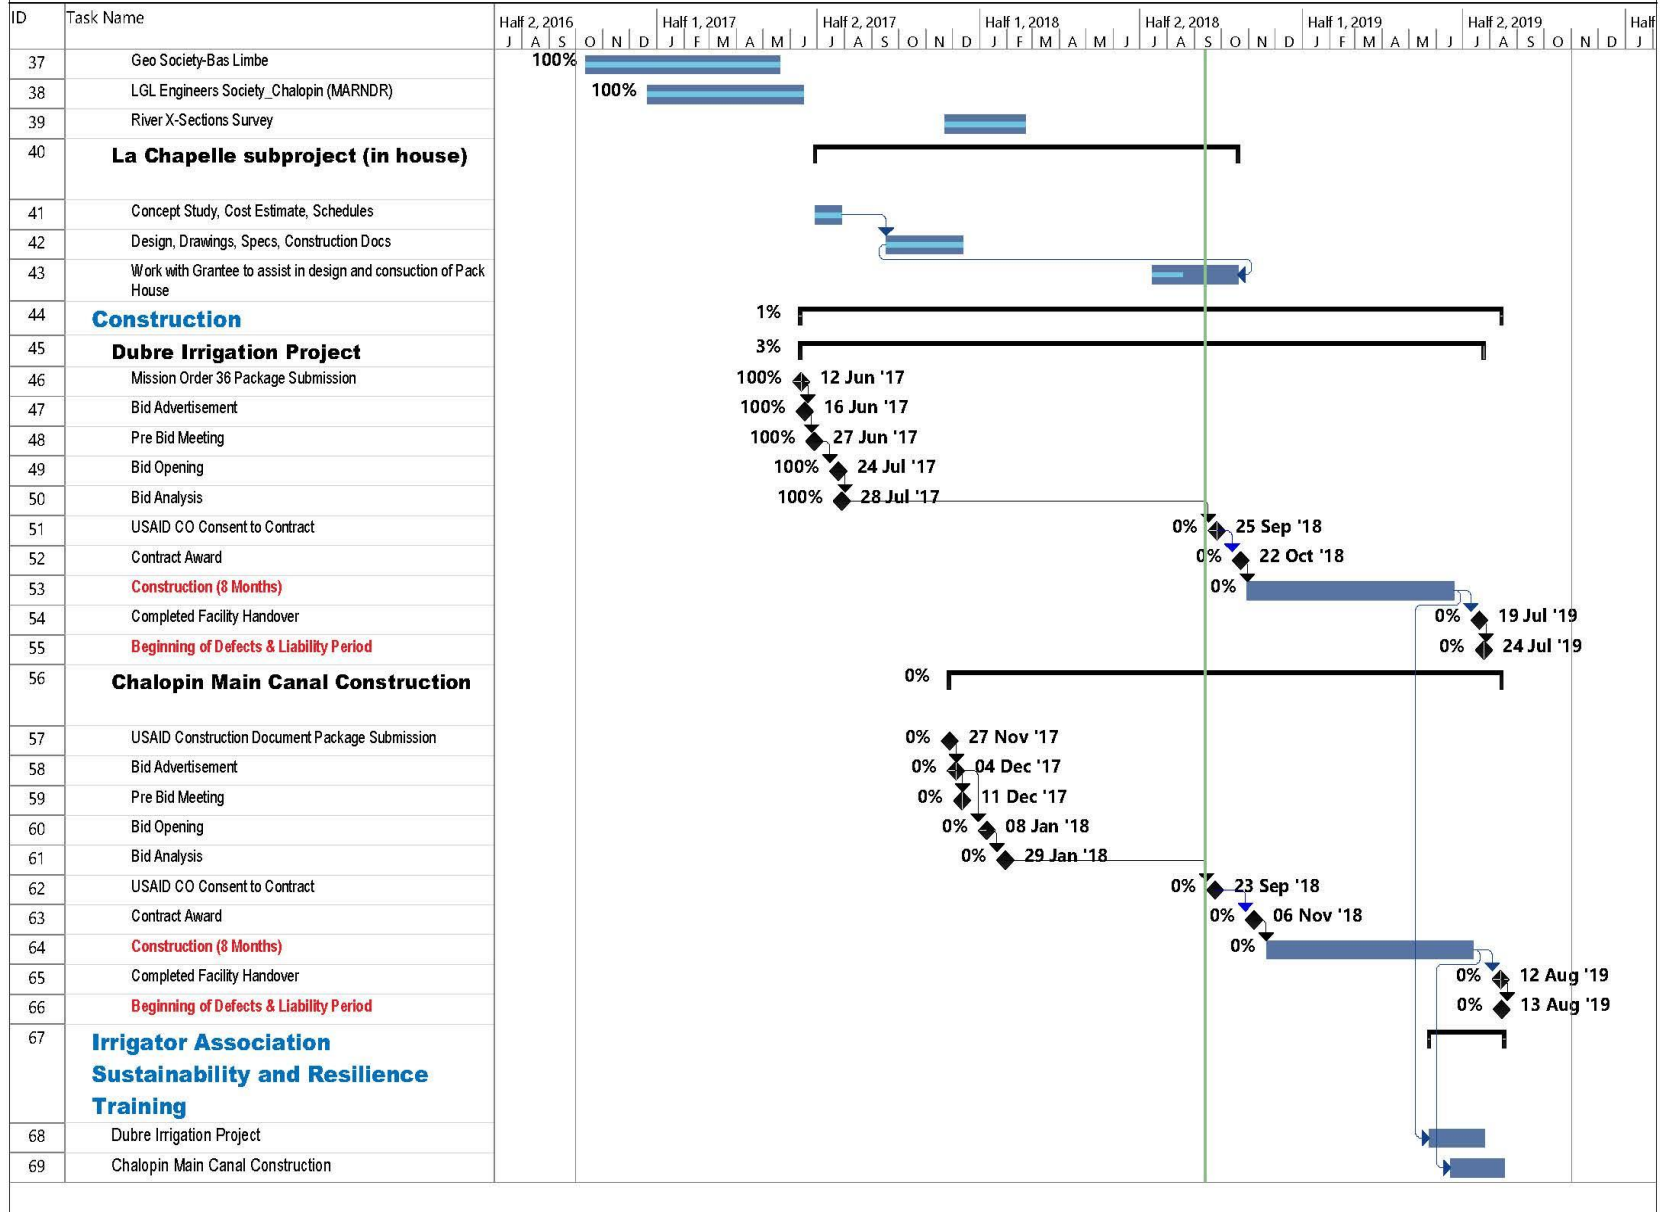 ID Task Name Half 2, 2016 Half 1, 2017 Half 2, 2017 Half 1, 2018 Half 2, 2018 Half 1, 2019 Half 2, 2019 Half
J A S O N D J F M A M J J A S O N D J F M A M J J A S O N D J F M A M J J A S O N D J
37 Geo Society-Bas Limbe 100%
38 LGL Engineers Society_Chalopin (MARNDR) 100%
39 River X-Sections Survey
40 La Chapelle subproject (in house)
41 Concept Study, Cost Estimate, Schedules
42 Design, Drawings, Specs, Construction Docs
43 Work with Grantee to assist in design and consuction of Pack
House
44 Construction 1%
45 Dubre Irrigation Project 3%
46 Mission Order 36 Package Submission 100% 12 Jun '17
47 Bid Advertisement 100% 16 Jun '17
48 Pre Bid Meeting 100% 27 Jun '17
49 Bid Opening 100% 24 Jul '17
50 Bid Analysis 100% 28 Jul '17
51 USAID CO Consent to Contract 0% 25 Sep '18
52 Contract Award 0% 22 Oct '18
53 Construction (8 Months) 0%
54 Completed Facility Handover 0% 19 Jul '19
55 Beginning of Defects & Liability Period 0% 24 Jul '19
56 Chalopin Main Canal Construction 0%
57 USAID Construction Document Package Submission 0% 27 Nov '17
58 Bid Advertisement 0% 04 Dec '17
59 Pre Bid Meeting 0% 11 Dec '17
60 Bid Opening 0% 08 Jan '18
61 Bid Analysis 0% 29 Jan '18
62 USAID CO Consent to Contract 0% 23 Sep '18
63 Contract Award 0% 06 Nov '18
64 Construction (8 Months) 0%
65 Completed Facility Handover 0% 12 Aug '19
66 Beginning of Defects & Liability Period 0% 13 Aug '19
67 Irrigator Association
Sustainability and Resilience
Training
68 Dubre Irrigation Project
69 Chalopin Main Canal Construction